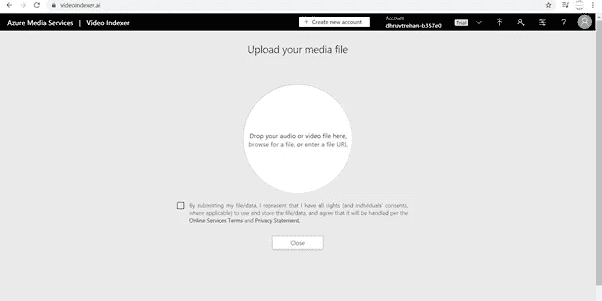 videoindexer.ai
Azure Media Services | Video Indexer + Create new account Account Trial ?
dhruvtrehan-b357e0
Upload your media file
Drop your audio or video file here,
browse for a file, or enter a file URL
By submitting my file/data, I represent that I have all rights (and individuals' consents,
where applicable) to use and store the file/data, and agree that it will be handled per the
Online Services Terms and Privacy Statement.
Close